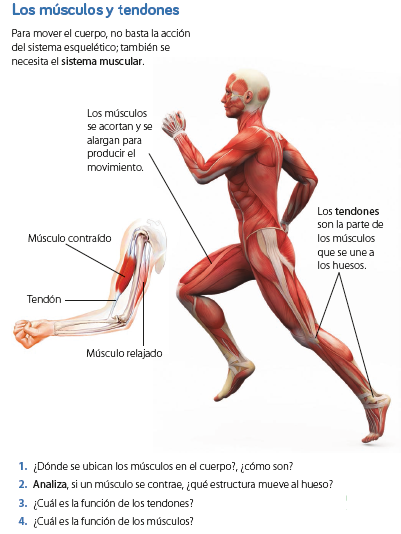 Los músculos y tendones
Para mover el cuerpo, no basta la acción
del sistema esquelético; también se
necesita el sistema muscular.
Los músculos
se acortan y se
alargan para
producir el
movimiento.
Los tendones
son la parte de
los músculos
que se une a
los huesos.
Músculo contraído
Tendón
Músculo relajado
1. ¿Dónde se ubican los músculos en el cuerpo?, ¿cómo son?
2. Analiza, si un músculo se contrae, ¿qué estructura mueve al hueso?
3. ¿Cuál es la función de los tendones?
4. ¿Cuál es la función de los músculos?